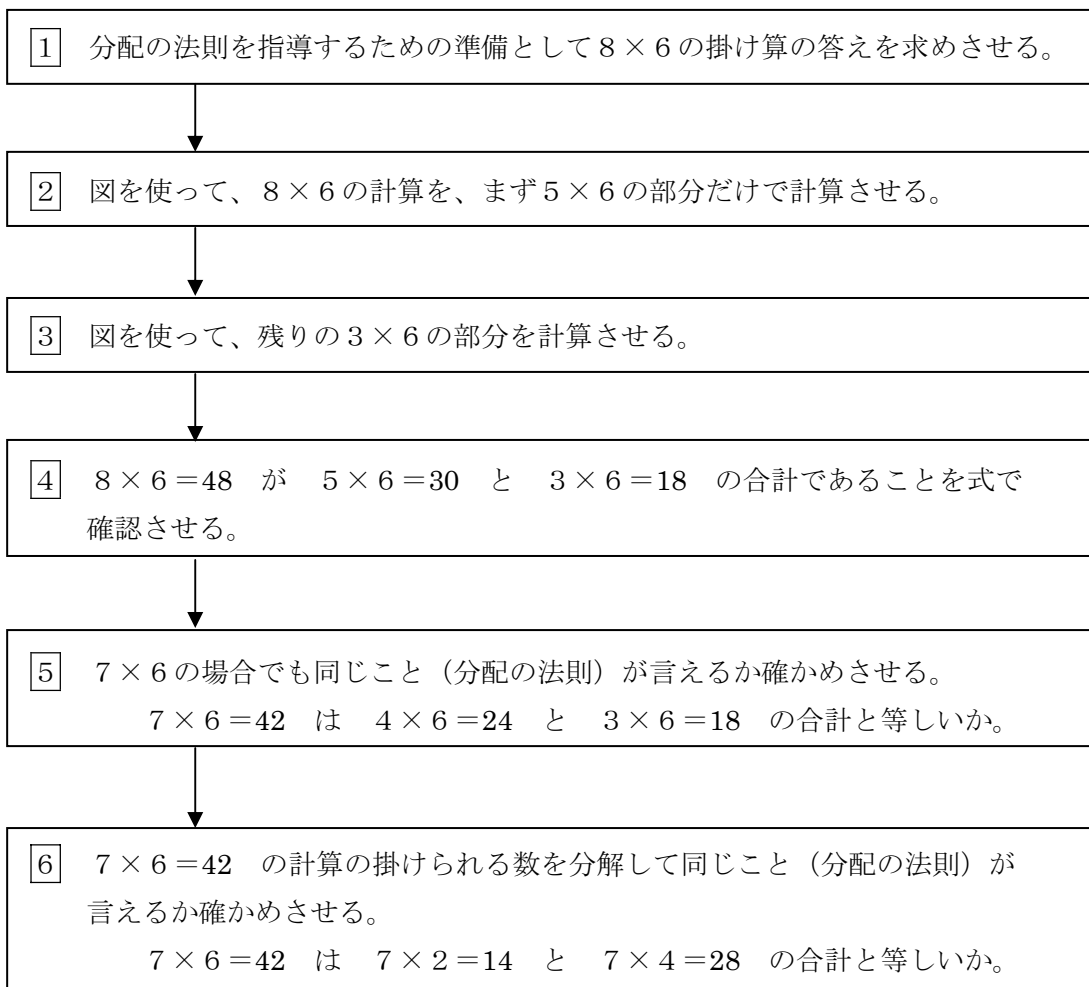 1 分配の法則を指導するための準備として8×6の掛け算の答えを求めさせる。
2 図を使って、8×6の計算を、まず5×6の部分だけで計算させる。
3 図を使って、残りの3×6の部分を計算させる。
4 8×6=48 が 5×6=30 と 3×6=18 の合計であることを式で
確認させる。
5 7×6の場合でも同じこと(分配の法則)が言えるか確かめさせる。
7×6=42 は 4×6=24 と 3×6=18 の合計と等しいか。
6 7×6=42 の計算の掛けられる数を分解して同じこと(分配の法則)が
言えるか確かめさせる。
7×6=42 は 7×2=14 と 7×4=28 の合計と等しいか。